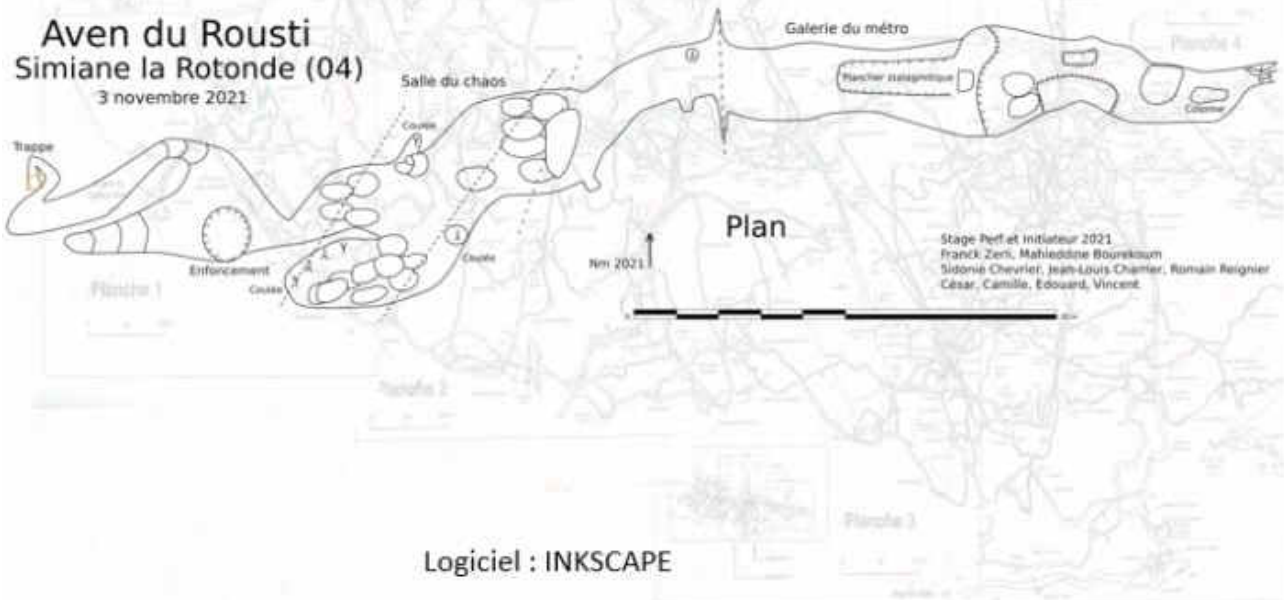 Aven du Rousti
Simiane la Rotonde (04)
3 novembre 2021
Trappe
Enfoncement
Coulée
Salle du chaos
Coulée
Coulée
Galerie du métro
Plancher stalagmitique
Colonne
Plan
Nm 2021
Stage Perf et Initiateur 2021
Franck Zerli, Mahieddine Bourekoum
Sidonie Chevrier, Jean-Louis Charrier, Romain Reignier
César, Camille, Edouard, Vincent
Planche 1
Planche 2
Planche 3
Planche 4
Logiciel : INKSCAPE